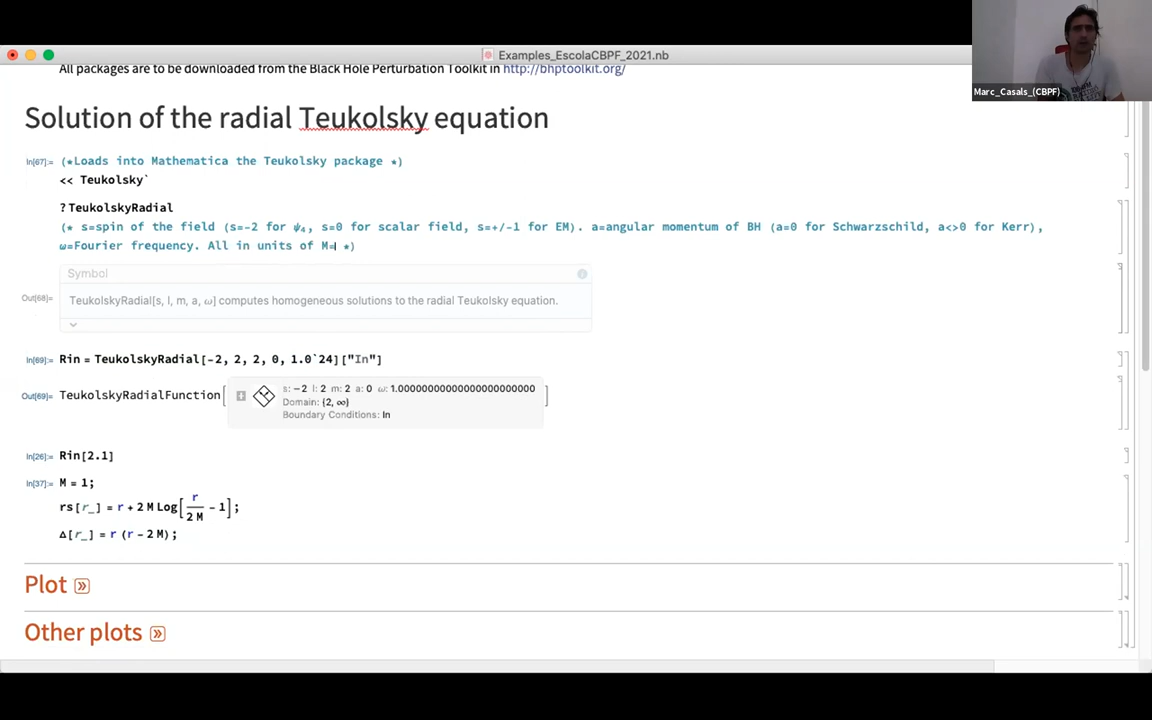 Examples_EscolaCBPF_2021.nb
Marc_Casals_(CBPF)
All packages are to be downloaded from the Black Hole Perturbation Toolkit in http://bhptoolkit.org/
Solution of the radial Teukolsky equation
In[67]:= (*Loads into Mathematica the Teukolsky package *)
<< Teukolsky`
?TeukolskyRadial
(* s=spin of the field (s=-2 for ψ₄, s=0 for scalar field, s=+/-1 for EM). a=angular momentum of BH (a=0 for Schwarzschild, a<>0 for Kerr),
ω=Fourier frequency. All in units of M= *)
Symbol
Out[68]= TeukolskyRadial[s, l, m, a, ω] computes homogeneous solutions to the radial Teukolsky equation.
In[69]:= Rin = TeukolskyRadial[-2, 2, 2, 0, 1.0`24]["In"]
Out[69]= TeukolskyRadialFunction[ s: -2 l: 2 m: 2 a: 0 ω: 1.00000000000000000000000 ]
Domain: {2, ∞}
Boundary Conditions: In
In[26]:= Rin[2.1]
In[37]:= M = 1;
rs[r_] = r + 2 M Log[r/2 M - 1];
Δ[r_] = r (r - 2 M);
Plot
Other plots